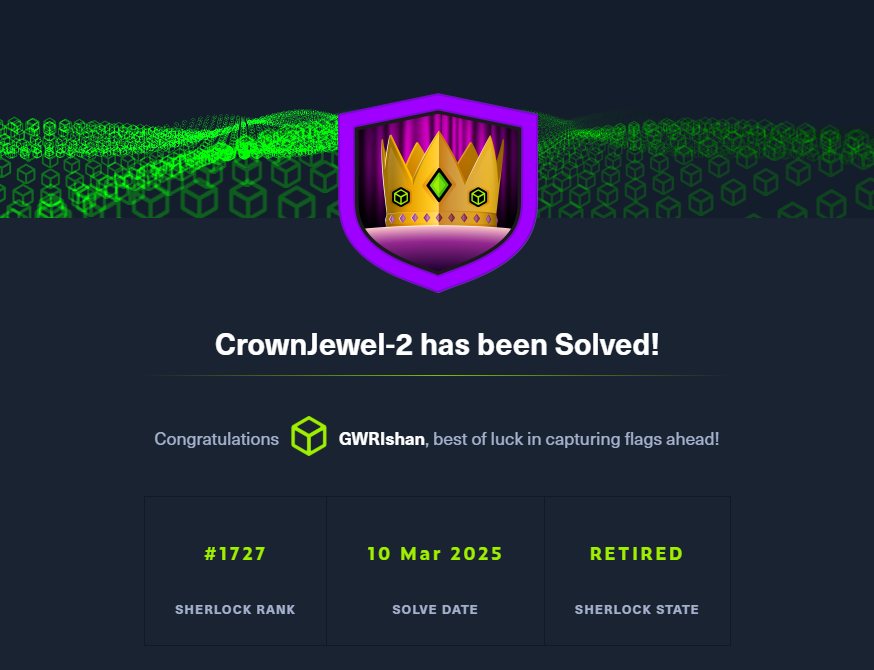 CrownJewel-2 has been Solved!
Congratulations GWRIshan, best of luck in capturing flags ahead!
#1727 10 Mar 2025 RETIRED
SHERLOCK RANK SOLVE DATE SHERLOCK STATE